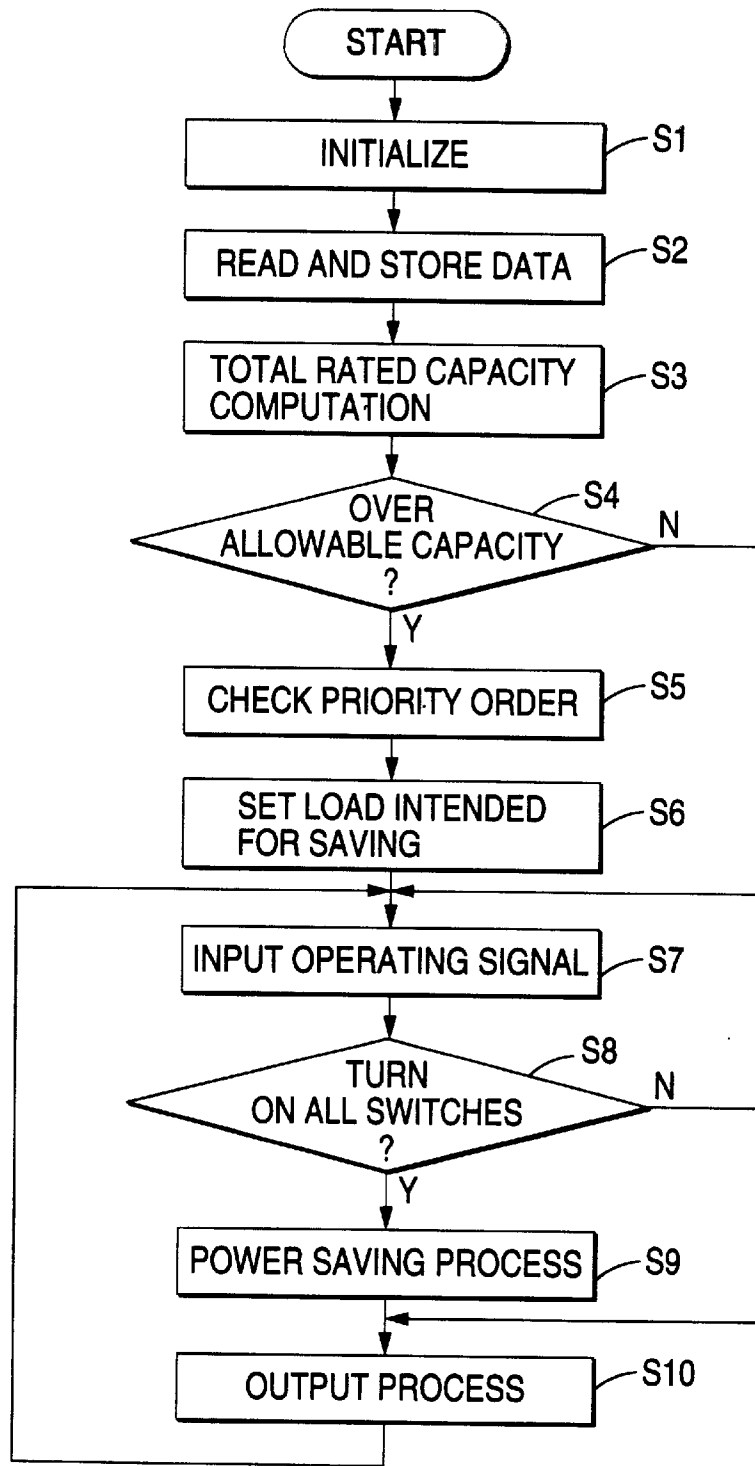 START
INITIALIZE
S1
READ AND STORE DATA
S2
TOTAL RATED CAPACITY
COMPUTATION
S3
OVER
ALLOWABLE CAPACITY
?
S4
N
Y
CHECK PRIORITY ORDER
S5
SET LOAD INTENDED
FOR SAVING
S6
INPUT OPERATING SIGNAL
S7
TURN
ON ALL SWITCHES
?
S8
N
Y
POWER SAVING PROCESS
S9
OUTPUT PROCESS
S10